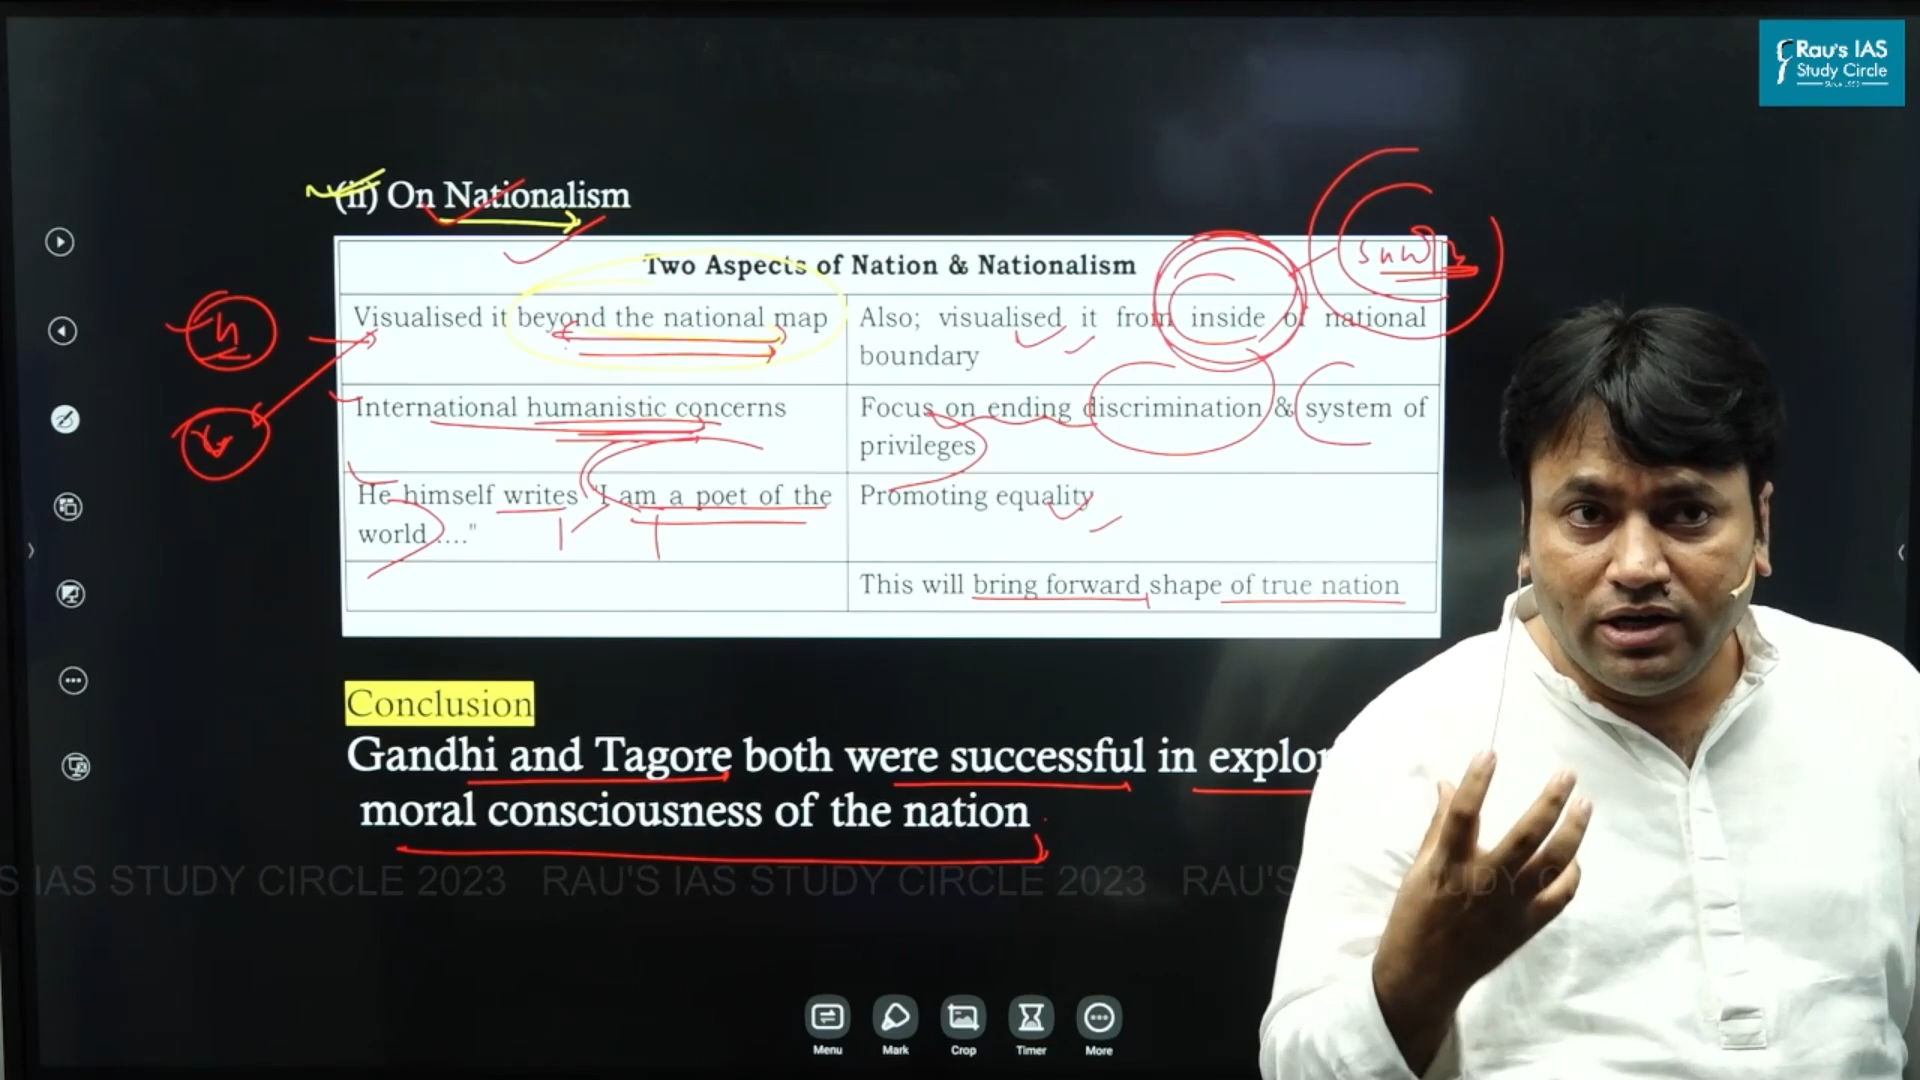 Rau's IAS
Study Circle
(ii) On Nationalism
Two Aspects of Nation & Nationalism
Visualised it beyond the national map
Also; visualised it from inside of national
boundary
International humanistic concerns
Focus on ending discrimination & system of
privileges
He himself writes "I am a poet of the
world ...."
Promoting equality
This will bring forward shape of true nation
Conclusion
Gandhi and Tagore both were successful in explor
moral consciousness of the nation
S IAS STUDY CIRCLE 2023 RAU'S IAS STUDY CIRCLE 2023 RAU'S UDY C
Menu Mark Crop Timer More